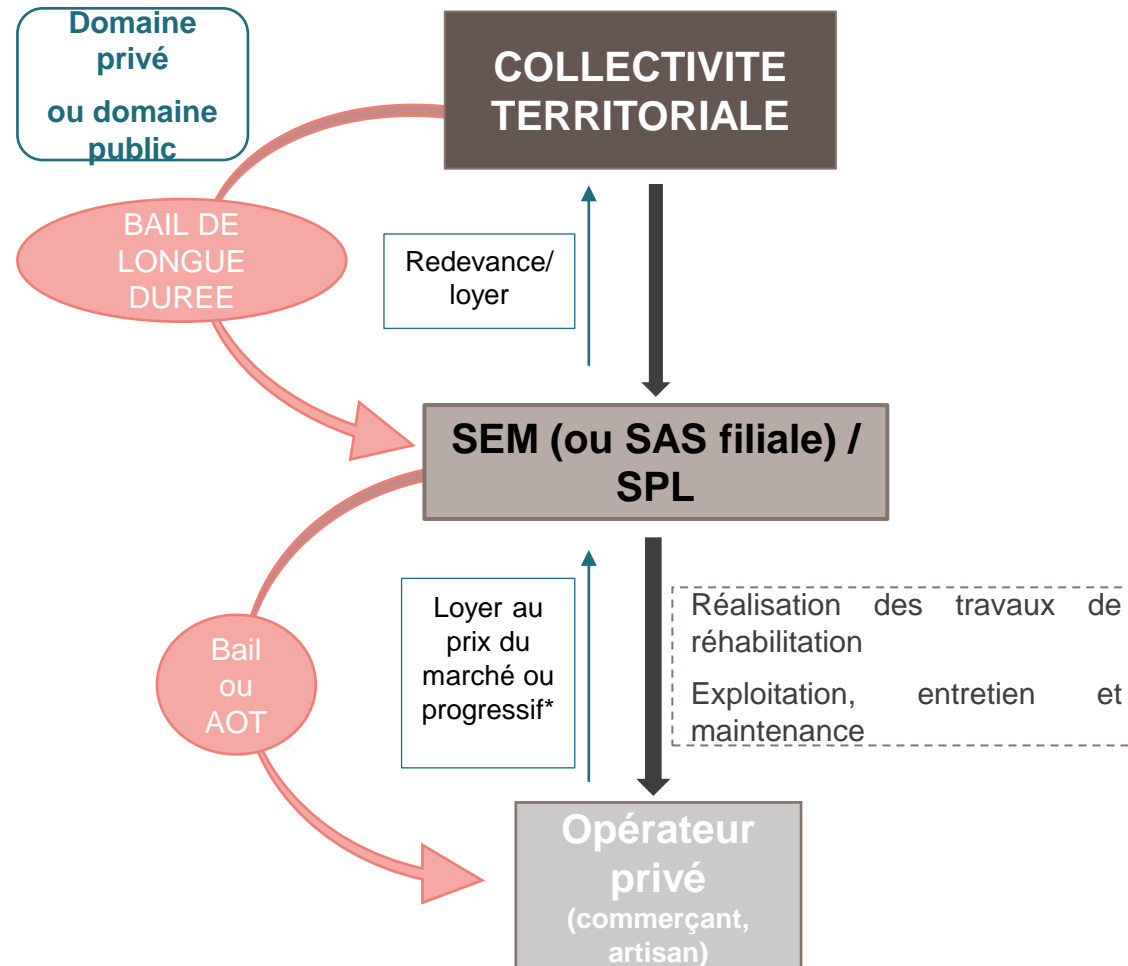 Domaine
privé
ou domaine
public
COLLECTIVITE
TERRITORIALE
BAIL DE
LONGUE
DUREE
Redevance/
loyer
SEM (ou SAS filiale) /
SPL
Bail
ou
AOT
Loyer au
prix du
marché ou
progressif*
Réalisation des travaux de
réhabilitation
Exploitation, entretien et
maintenance
Opérateur
privé
(commerçant,
artisan)